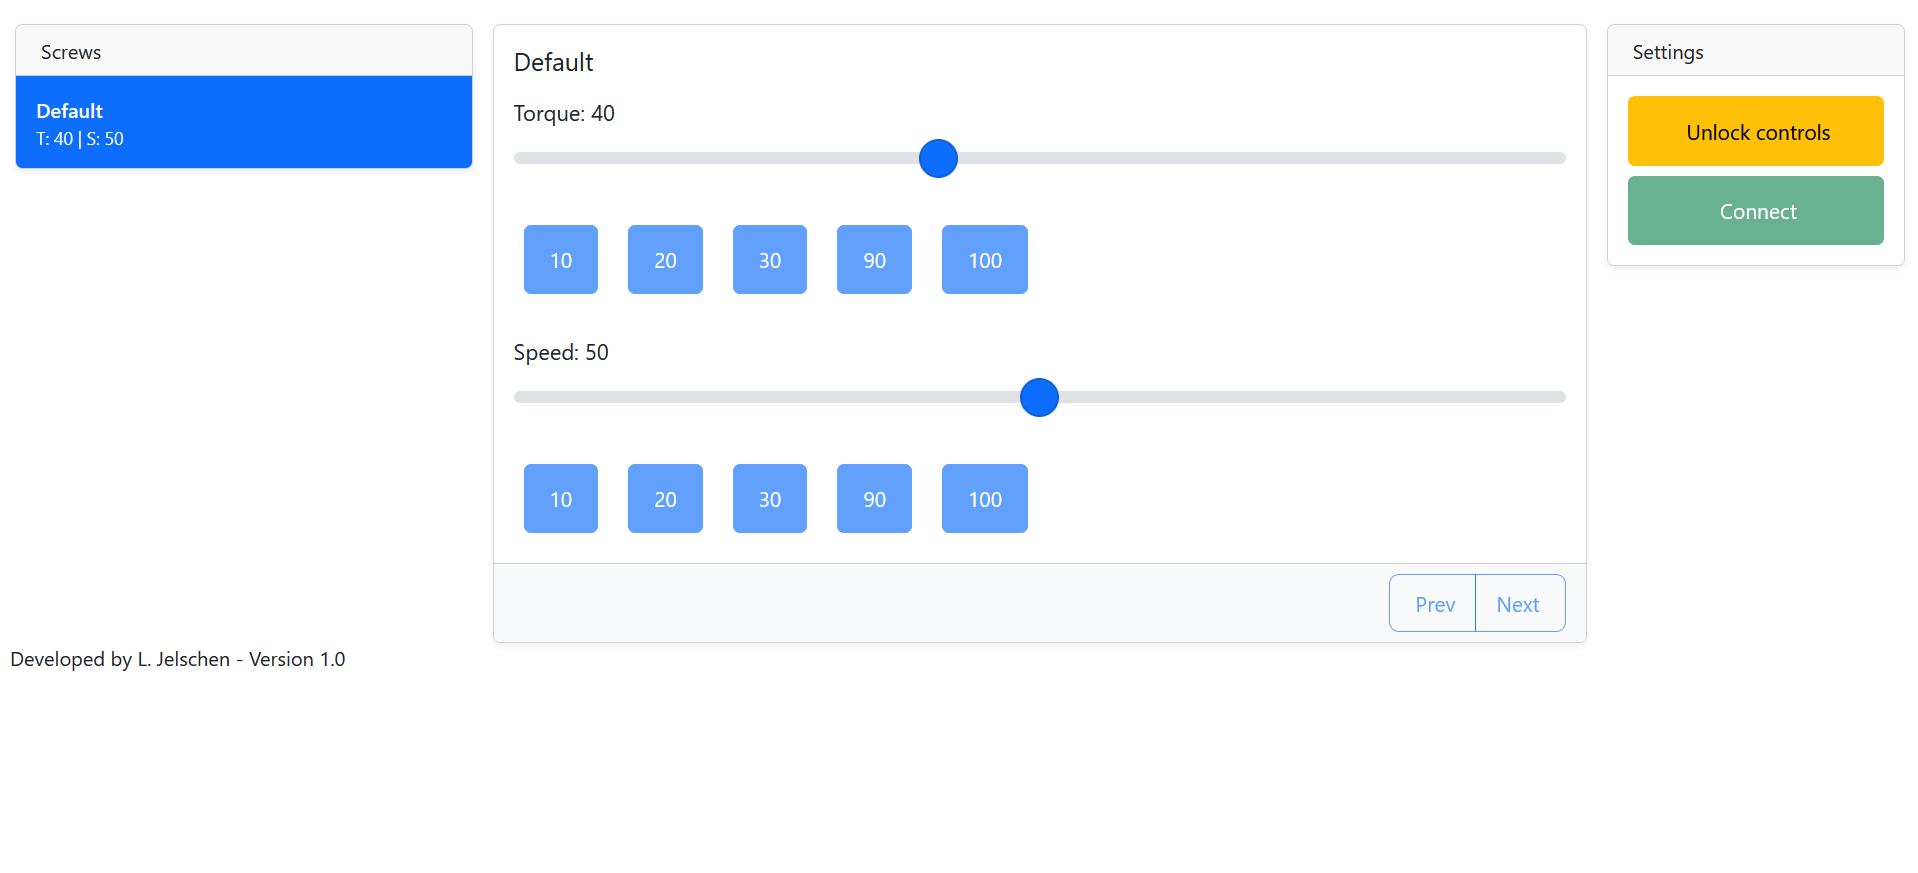 Screws
Default
T: 40 | S: 50
Default
Torque: 40
10 20 30 90 100
Speed: 50
10 20 30 90 100
Prev Next
Settings
Unlock controls
Connect
Developed by L. Jelschen - Version 1.0